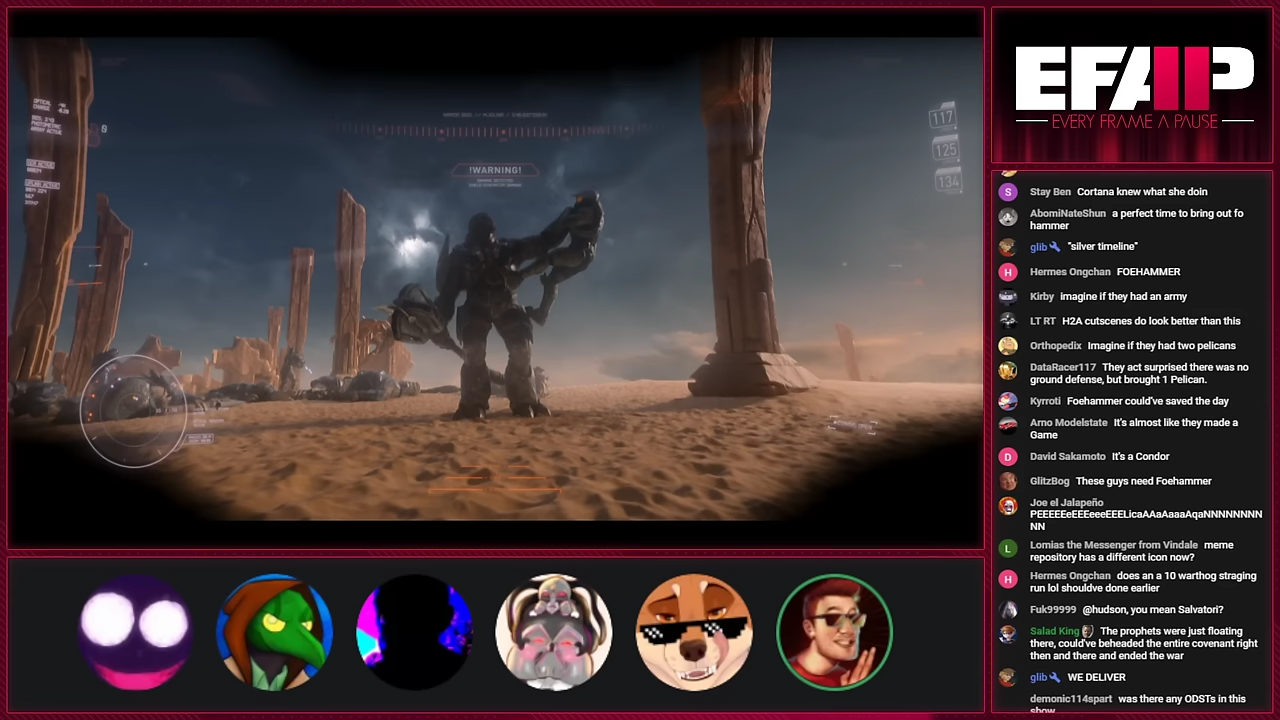 117
125
134
!WARNING!
EFAP
EVERY FRAME A PAUSE
S
Stay Ben Cortana knew what she doin
AbomiNateShun a perfect time to bring out fo
hammer
glib "silver timeline"
H
Hermes Ongchan FOEHAMMER
Kirby imagine if they had an army
LT RT H2A cutscenes do look better than this
Orthopedix Imagine if they had two pelicans
DataRacer117 They act surprised there was no
ground defense, but brought 1 Pelican.
Kyrroti Foehammer could've saved the day
Arno Modelstate It's almost like they made a
Game
D
David Sakamoto It's a Condor
GlitzBog These guys need Foehammer
Joe el Jalapeño
PEEEEEeEEEeeeEEELicaAAaAaaaAqaNNNNNNNN
NN
L
Lomias the Messenger from Vindale meme
repository has a different icon now?
H
Hermes Ongchan does an a 10 warthog straging
run lol shouldve done earlier
Fuk99999 @hudson, you mean Salvatori?
Salad King The prophets were just floating
there, could've beheaded the entire covenant right
then and there and ended the war
glib WE DELIVER
demonic114spart was there any ODSTs in this
show